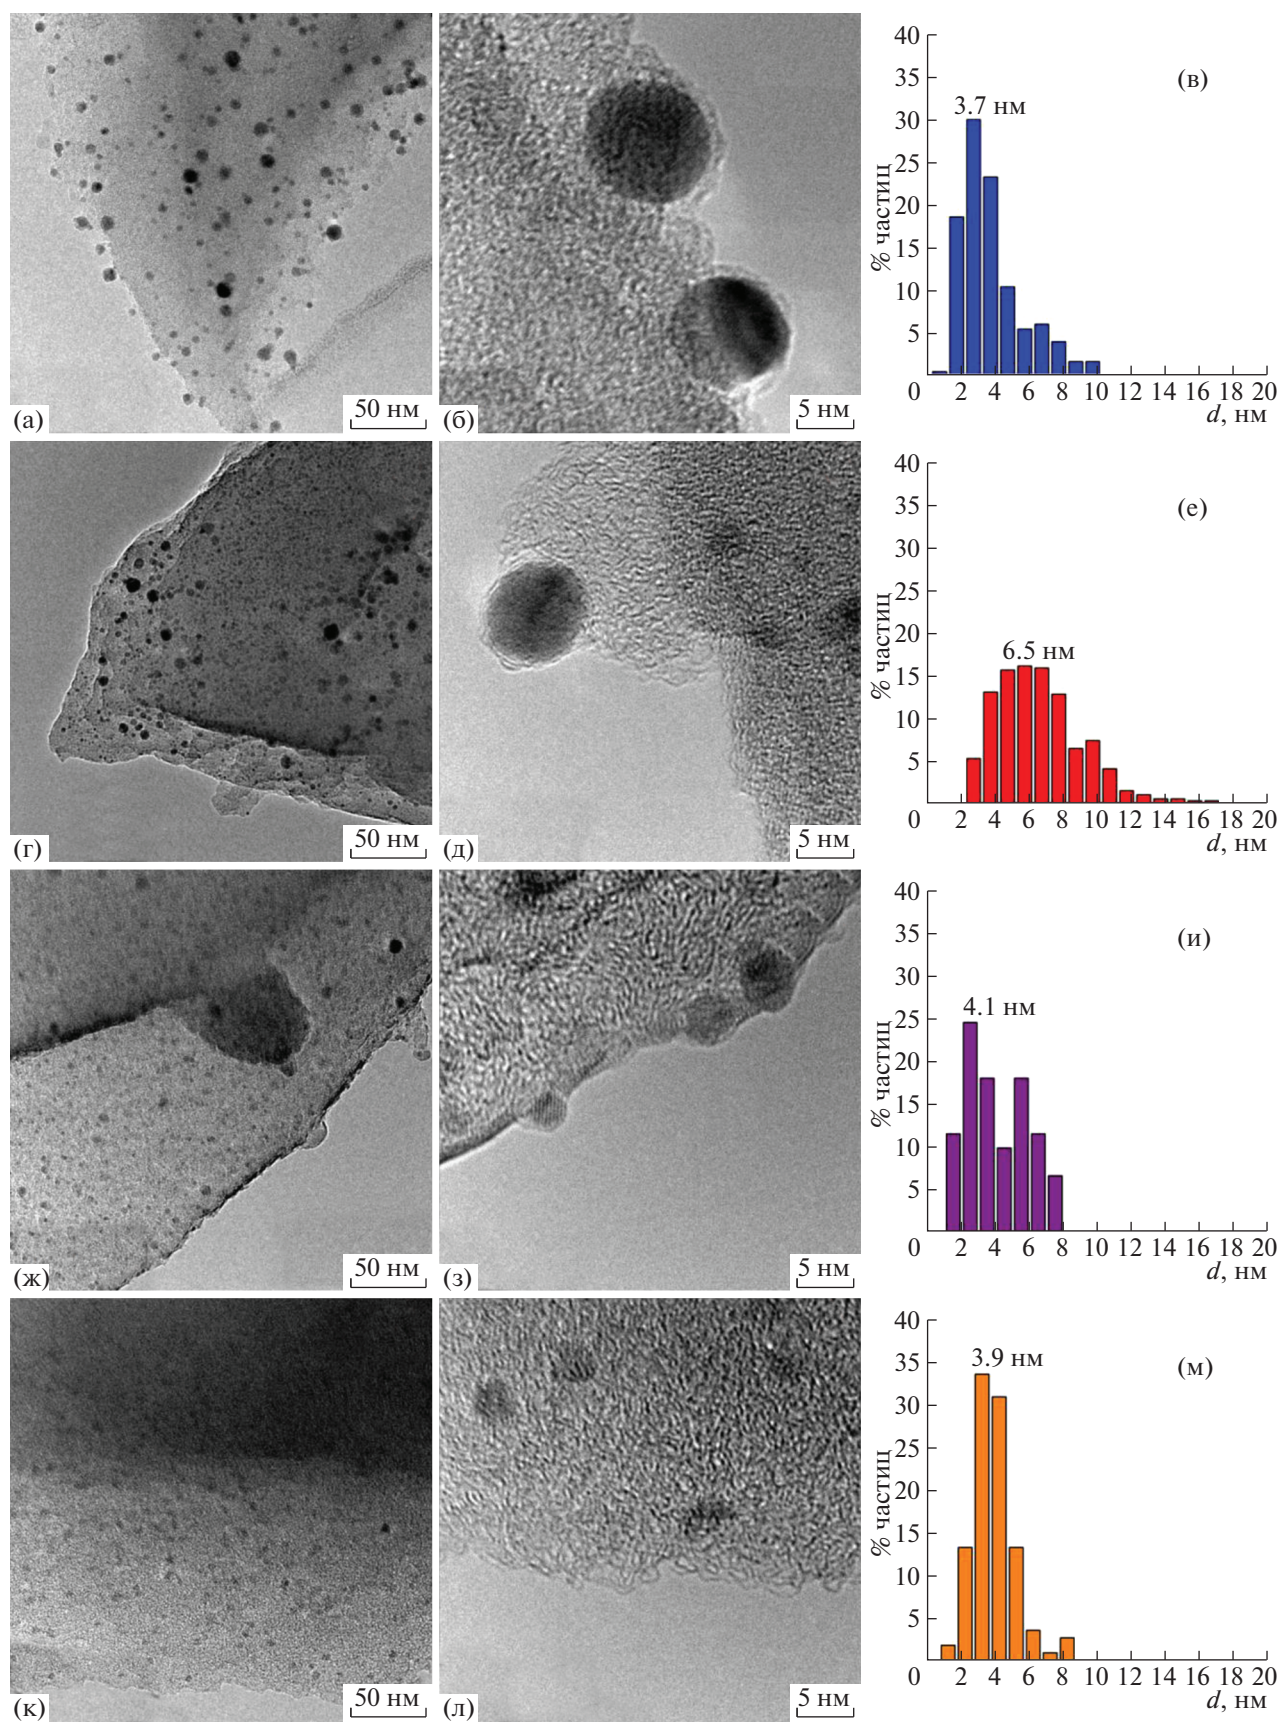 (а)
50 нм
(б)
5 нм
40
35
30
25
20
15
10
5
0
% частиц
3.7 нм
(в)
2 4 6 8 10 12 14 16 18 20
d, нм
(г)
50 нм
(д)
5 нм
40
35
30
25
20
15
10
5
0
% частиц
6.5 нм
(е)
2 4 6 8 10 12 14 16 18 20
d, нм
(ж)
50 нм
(з)
5 нм
40
35
30
25
20
15
10
5
0
% частиц
4.1 нм
(и)
2 4 6 8 10 12 14 16 18 20
d, нм
(к)
50 нм
(л)
5 нм
40
35
30
25
20
15
10
5
0
% частиц
3.9 нм
(м)
2 4 6 8 10 12 14 16 18 20
d, нм